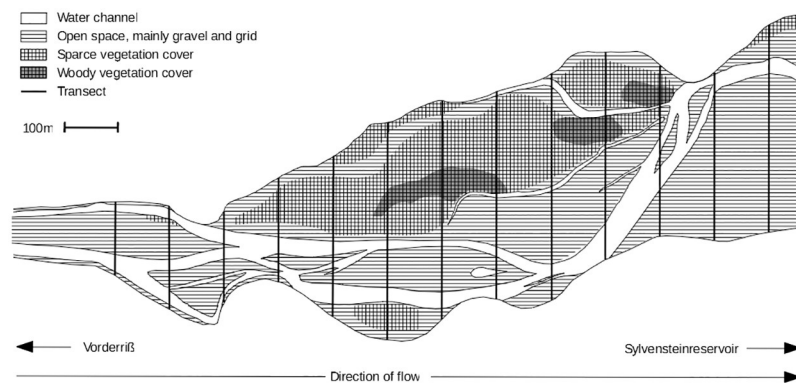 Water channel
Open space, mainly gravel and grid
Sparce vegetation cover
Woody vegetation cover
Transect
100m
Vorderriß
Sylvensteinreservoir
Direction of flow